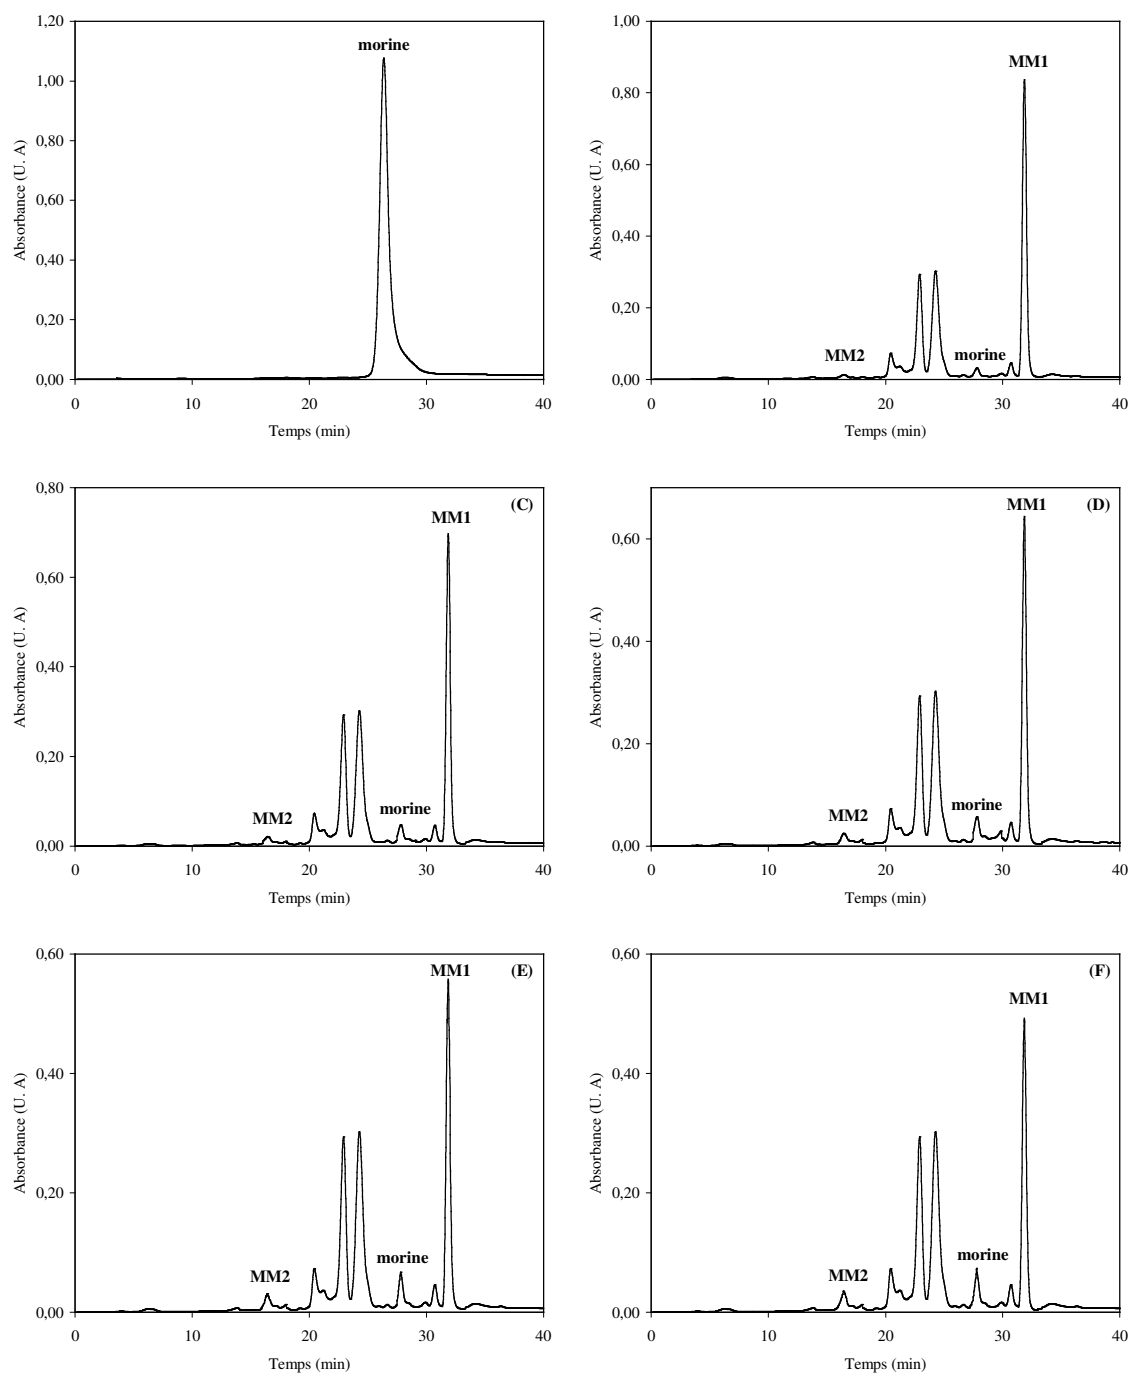 1,20
morine
1,00
0,80
0,60
0,40
0,20
0,00
0 10 20 30 40
Temps (min)
Absorbance (U. A)
1,00
MM1
0,80
0,60
0,40
0,20
MM2
morine
0,00
0 10 20 30 40
Temps (min)
Absorbance (U. A)
0,80
(C)
MM1
0,60
0,40
0,20
MM2
morine
0,00
0 10 20 30 40
Temps (min)
Absorbance (U. A)
(D)
MM1
0,60
0,40
0,20
MM2
morine
0,00
0 10 20 30 40
Temps (min)
Absorbance (U. A)
0,60
(E)
MM1
0,40
0,20
MM2
morine
0,00
0 10 20 30 40
Temps (min)
Absorbance (U. A)
0,60
(F)
MM1
0,40
0,20
MM2
morine
0,00
0 10 20 30 40
Temps (min)
Absorbance (U. A)